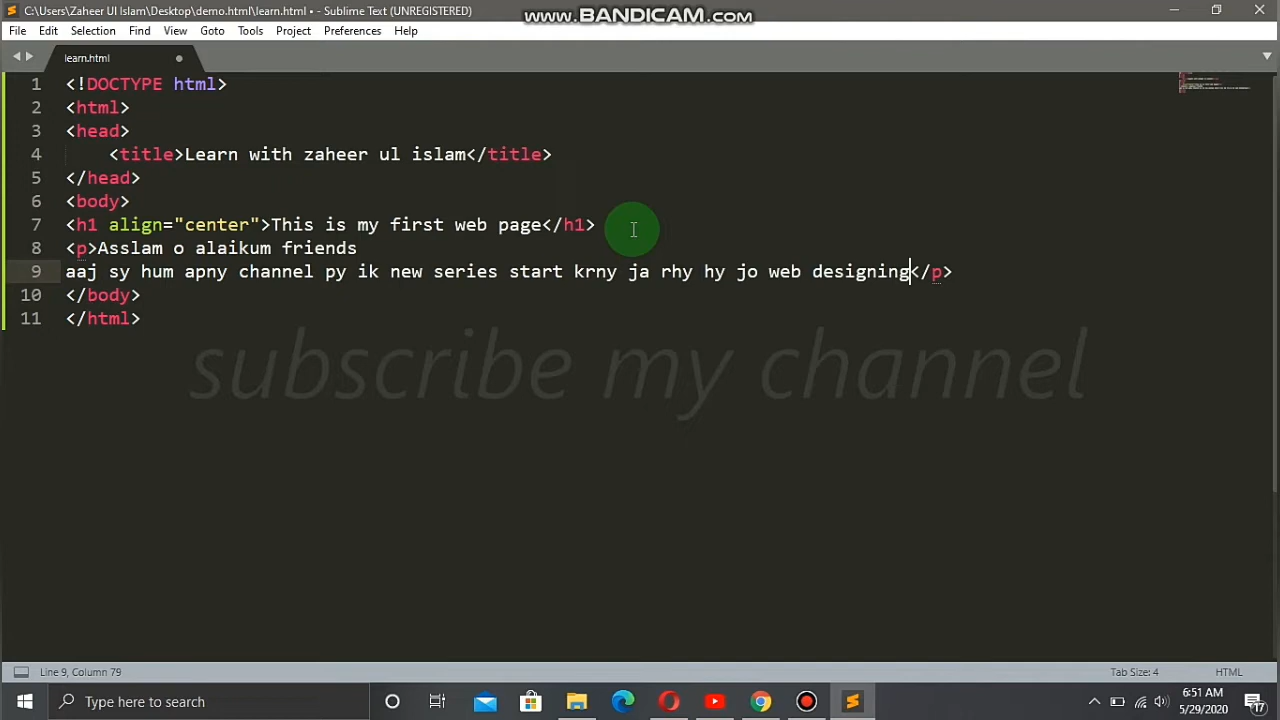 C:\Users\Zaheer Ul Islam\Desktop\demo.html\learn.html • - Sublime Text (UNREGISTERED)
www.BANDICAM.com
File Edit Selection Find View Goto Tools Project Preferences Help
learn.html
1 <!DOCTYPE html>
2 <html>
3 <head>
4 <title>Learn with zaheer ul islam</title>
5 </head>
6 <body>
7 <h1 align="center">This is my first web page</h1>
8 <p>Asslam o alaikum friends
9 aaj sy hum apny channel py ik new series start krny ja rhy hy jo web designing</p>
10 </body>
11 </html>
subscribe my channel
Line 9, Column 79 Tab Size: 4 HTML
Type here to search
6:51 AM
5/29/2020
17